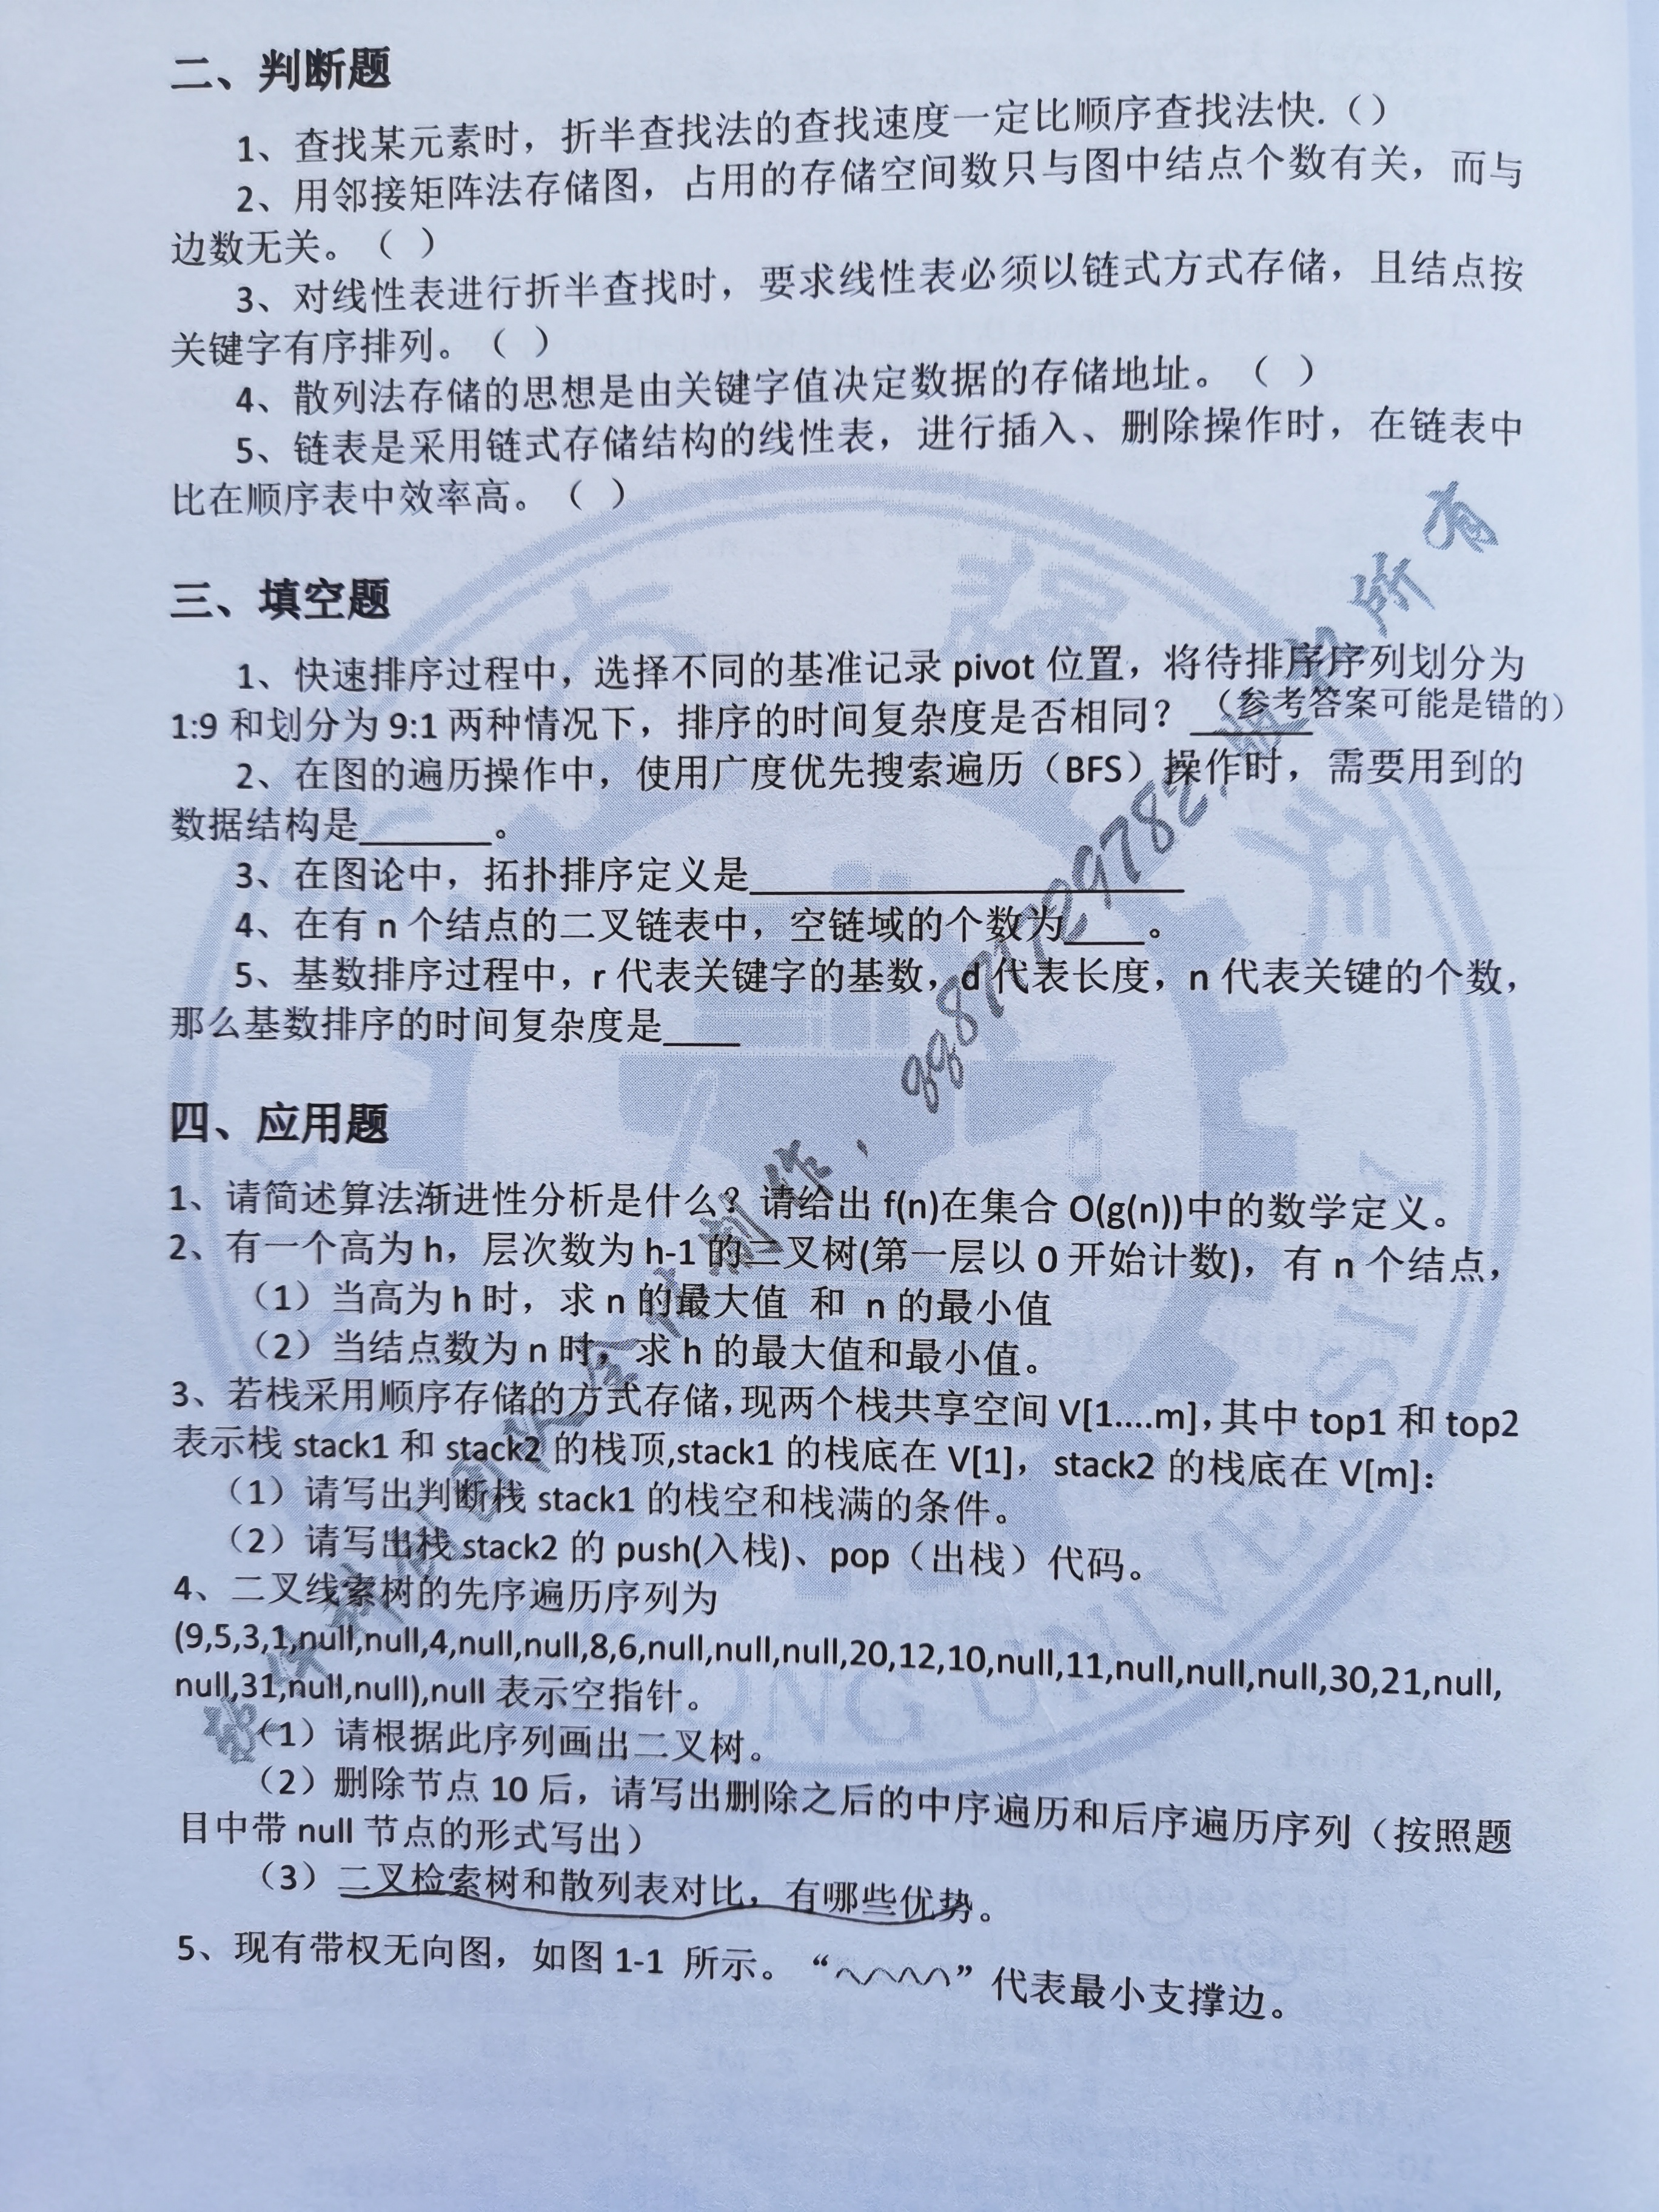 二、判断题
1、查找某元素时，折半查找法的查找速度一定比顺序查找法快.（）
2、用邻接矩阵法存储图，占用的存储空间数只与图中结点个数有关，而与
边数无关。（ ）
3、对线性表进行折半查找时，要求线性表必须以链式方式存储，且结点按
关键字有序排列。（ ）
4、散列法存储的思想是由关键字值决定数据的存储地址。（ ）
5、链表是采用链式存储结构的线性表，进行插入、删除操作时，在链表中
比在顺序表中效率高。（ ）
三、填空题
1、快速排序过程中，选择不同的基准记录 pivot 位置，将待排序序列划分为
1:9 和划分为 9:1 两种情况下，排序的时间复杂度是否相同？______（参考答案可能是错的）
2、在图的遍历操作中，使用广度优先搜索遍历（BFS）操作时，需要用到的
数据结构是_______。
3、在图论中，拓扑排序定义是_______________________
4、在有 n 个结点的二叉链表中，空链域的个数为____。
5、基数排序过程中，r 代表关键字的基数，d 代表长度，n 代表关键的个数，
那么基数排序的时间复杂度是____
四、应用题
1、请简述算法渐进性分析是什么？请给出 f(n)在集合 O(g(n))中的数学定义。
2、有一个高为 h，层次数为 h-1 的二叉树(第一层以 0 开始计数)，有 n 个结点，
（1）当高为 h 时，求 n 的最大值 和 n 的最小值
（2）当结点数为 n 时，求 h 的最大值和最小值。
3、若栈采用顺序存储的方式存储,现两个栈共享空间 V[1....m],其中 top1 和 top2
表示栈 stack1 和 stack2 的栈顶,stack1 的栈底在 V[1]，stack2 的栈底在 V[m]：
（1）请写出判断栈 stack1 的栈空和栈满的条件。
（2）请写出栈 stack2 的 push(入栈)、pop（出栈）代码。
4、二叉线索树的先序遍历序列为
(9,5,3,1,null,null,4,null,null,8,6,null,null,null,20,12,10,null,11,null,null,null,30,21,null,
null,31,null,null),null 表示空指针。
（1）请根据此序列画出二叉树。
（2）删除节点 10 后，请写出删除之后的中序遍历和后序遍历序列（按照题
目中带 null 节点的形式写出）
（3）二叉检索树和散列表对比，有哪些优势。
5、现有带权无向图，如图 1-1 所示。“ ”代表最小支撑边。